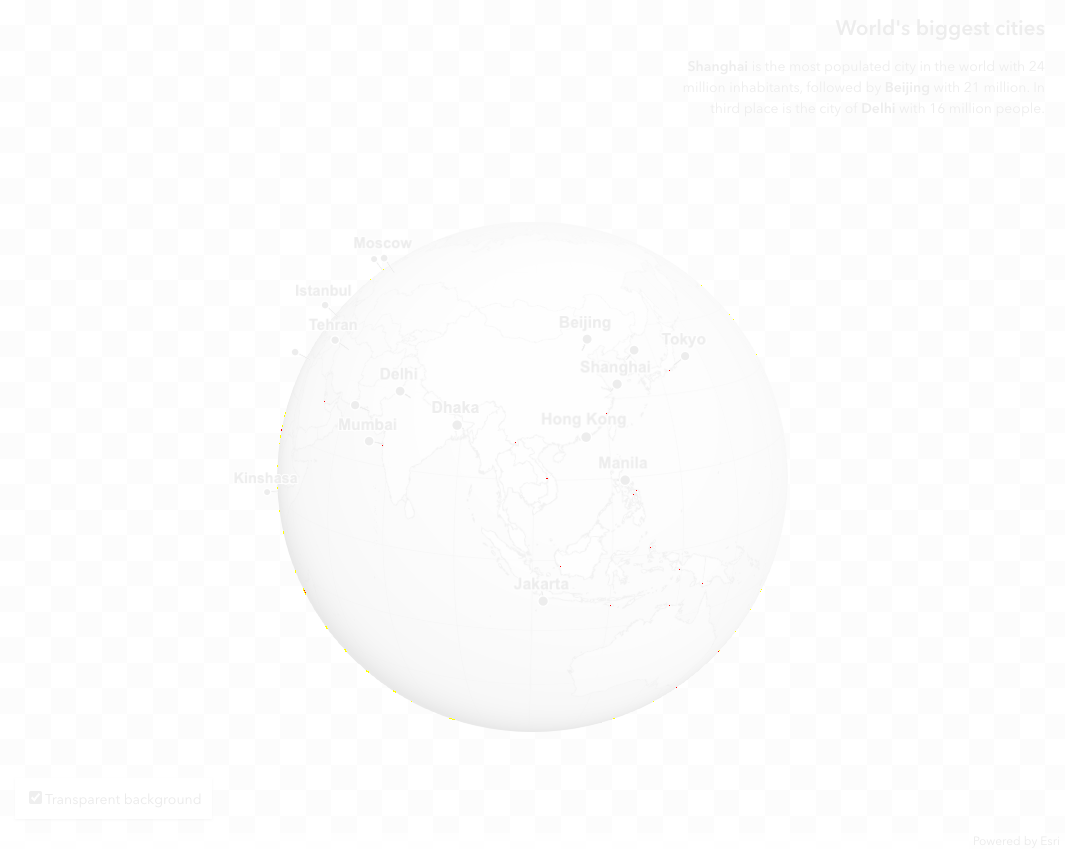 World's biggest cities
Shanghai is the most populated city in the world with 24
million inhabitants, followed by Beijing with 21 million. In
third place is the city of Delhi with 16 million people.
Moscow
Istanbul
Tehran
Beijing
Tokyo
Shanghai
Delhi
Dhaka
Hong Kong
Mumbai
Manila
Kinshasa
Jakarta
Transparent background
Powered by Esri